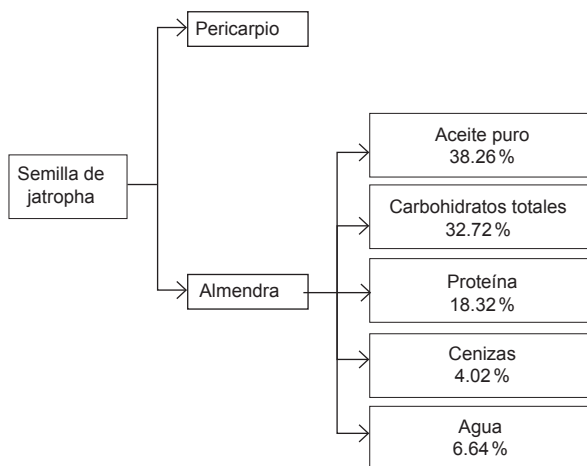 Pericarpio
Semilla de
jatropha
Almendra
Aceite puro
38.26 %
Carbohidratos totales
32.72 %
Proteína
18.32 %
Cenizas
4.02 %
Agua
6.64 %